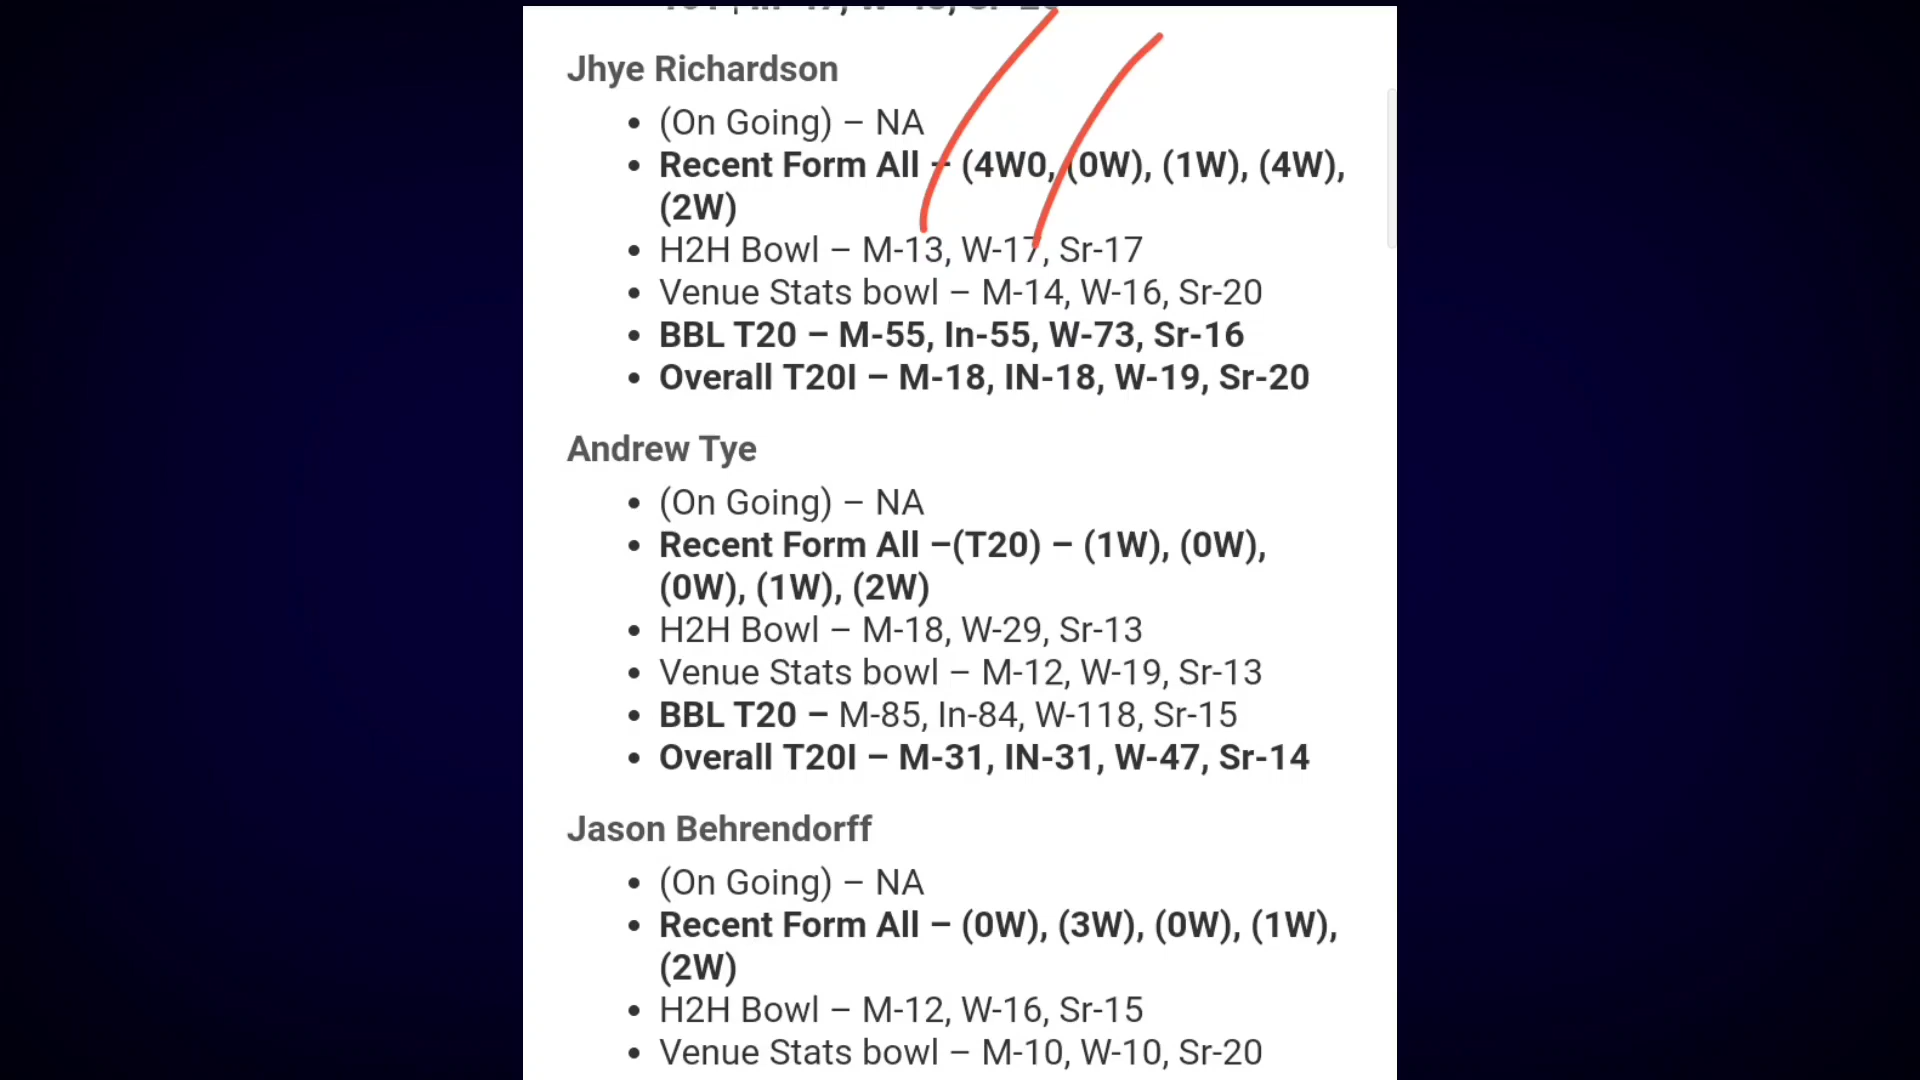 Jhye Richardson
• (On Going) – NA
• Recent Form All – (4W0, (0W), (1W), (4W),
(2W)
• H2H Bowl – M-13, W-17, Sr-17
• Venue Stats bowl – M-14, W-16, Sr-20
• BBL T20 – M-55, In-55, W-73, Sr-16
• Overall T20I – M-18, IN-18, W-19, Sr-20
Andrew Tye
• (On Going) – NA
• Recent Form All –(T20) – (1W), (0W),
(0W), (1W), (2W)
• H2H Bowl – M-18, W-29, Sr-13
• Venue Stats bowl – M-12, W-19, Sr-13
• BBL T20 – M-85, In-84, W-118, Sr-15
• Overall T20I – M-31, IN-31, W-47, Sr-14
Jason Behrendorff
• (On Going) – NA
• Recent Form All – (0W), (3W), (0W), (1W),
(2W)
• H2H Bowl – M-12, W-16, Sr-15
• Venue Stats bowl – M-10, W-10, Sr-20